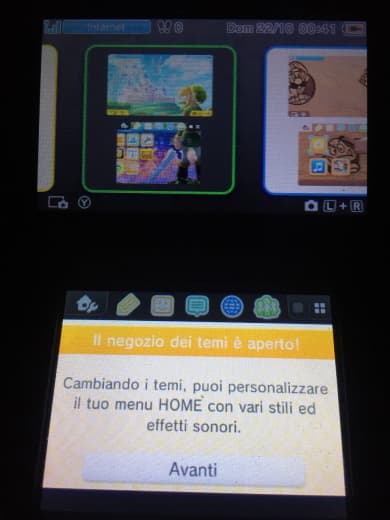 Internet 0 Dom 22/10 00:41
Y L + R
Il negozio dei temi è aperto!
Cambiando i temi, puoi personalizzare
il tuo menu HOME con vari stili ed
effetti sonori.
Avanti